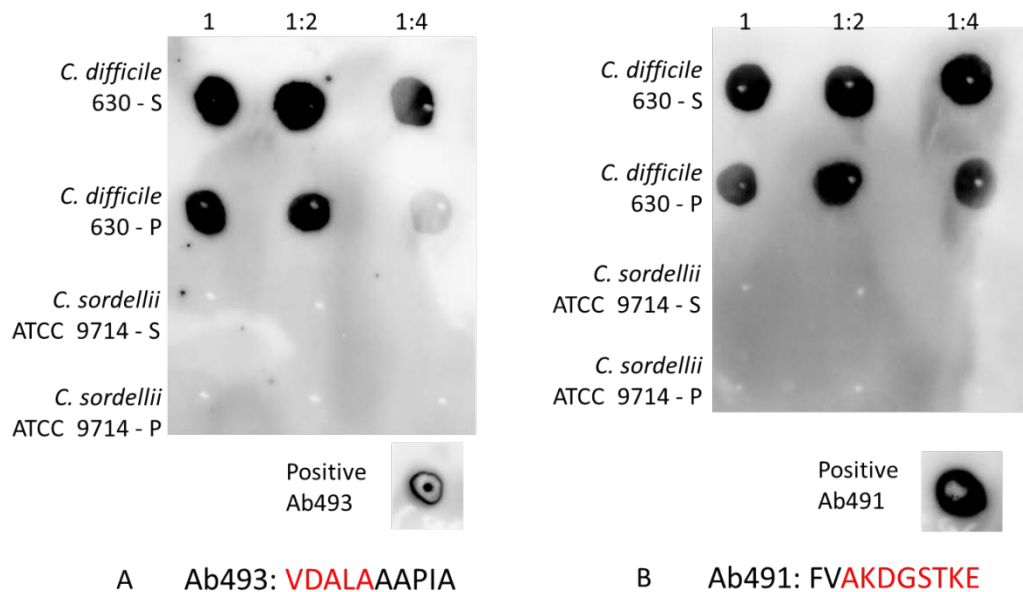 1 1:2 1:4
C. difficile
630 - S
C. difficile
630 - P
C. sordellii
ATCC 9714 - S
C. sordellii
ATCC 9714 - P
Positive
Ab493
A Ab493: VDALAAAPIA
1 1:2 1:4
C. difficile
630 - S
C. difficile
630 - P
C. sordellii
ATCC 9714 - S
C. sordellii
ATCC 9714 - P
Positive
Ab491
B Ab491: FVAKDGSTKE